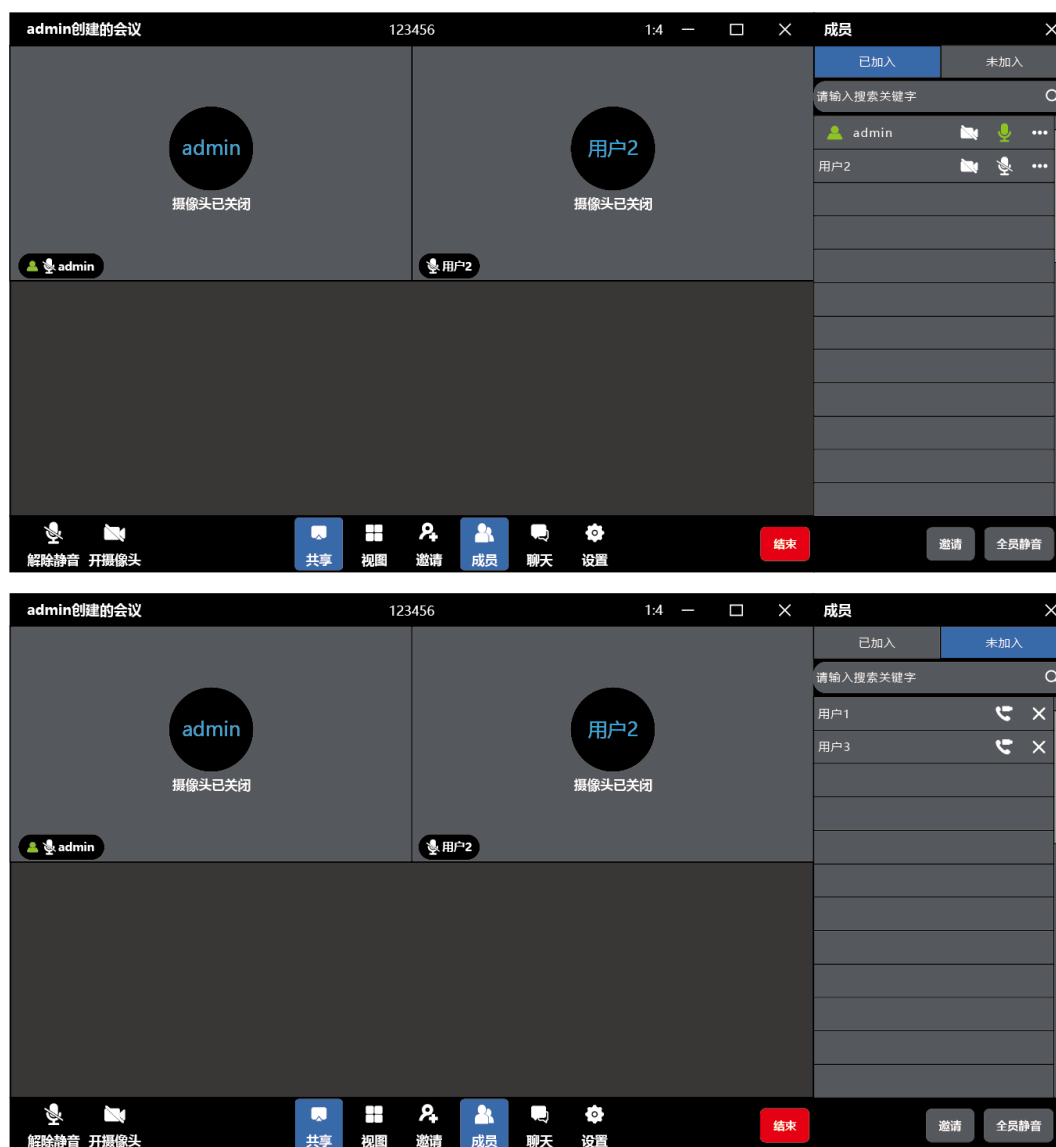 admin创建的会议 123456 1:4 成员
已加入 未加入
请输入搜索关键字
admin
admin 用户2
用户2
摄像头已关闭 摄像头已关闭
admin 用户2
解除静音 开摄像头 共享 视图 邀请 成员 聊天 设置 结束 邀请 全员静音
admin创建的会议 123456 1:4 成员
已加入 未加入
请输入搜索关键字
用户1
admin 用户2
用户3
摄像头已关闭 摄像头已关闭
admin 用户2
解除静音 开摄像头 共享 视图 邀请 成员 聊天 设置 结束 邀请 全员静音